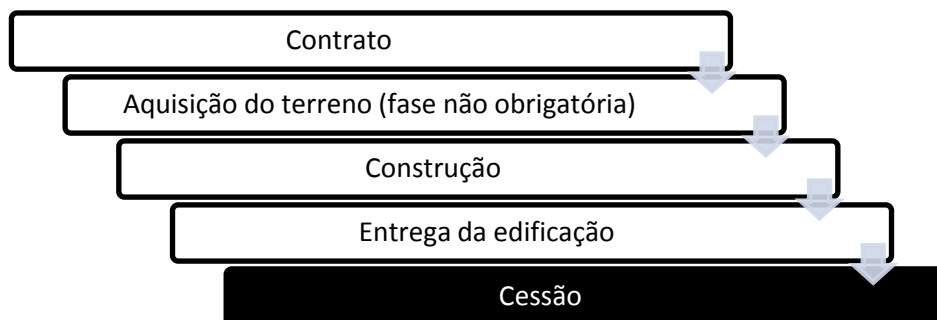 Contrato
Aquisição do terreno (fase não obrigatória)
Construção
Entrega da edificação
Cessão